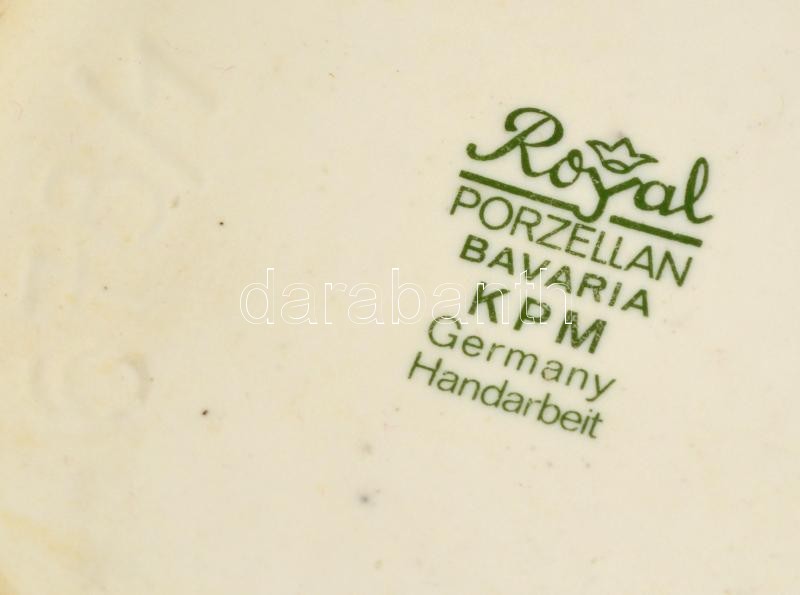 Royal
PORZELLAN
BAVARIA
KPM
Germany
Handarbeit
darabanth